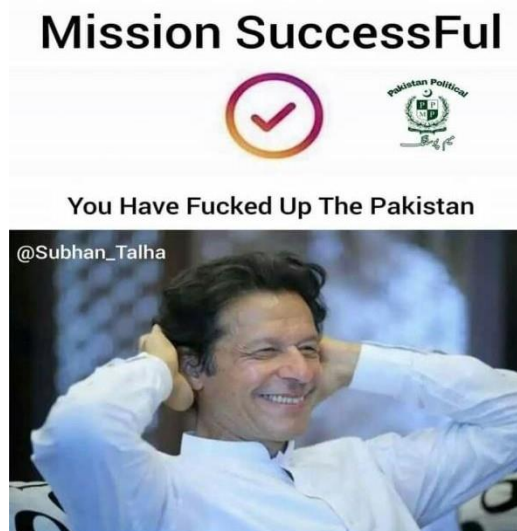 Mission SuccessFul
Pakistan Political
P P
M P
You Have Fucked Up The Pakistan
@Subhan_Talha